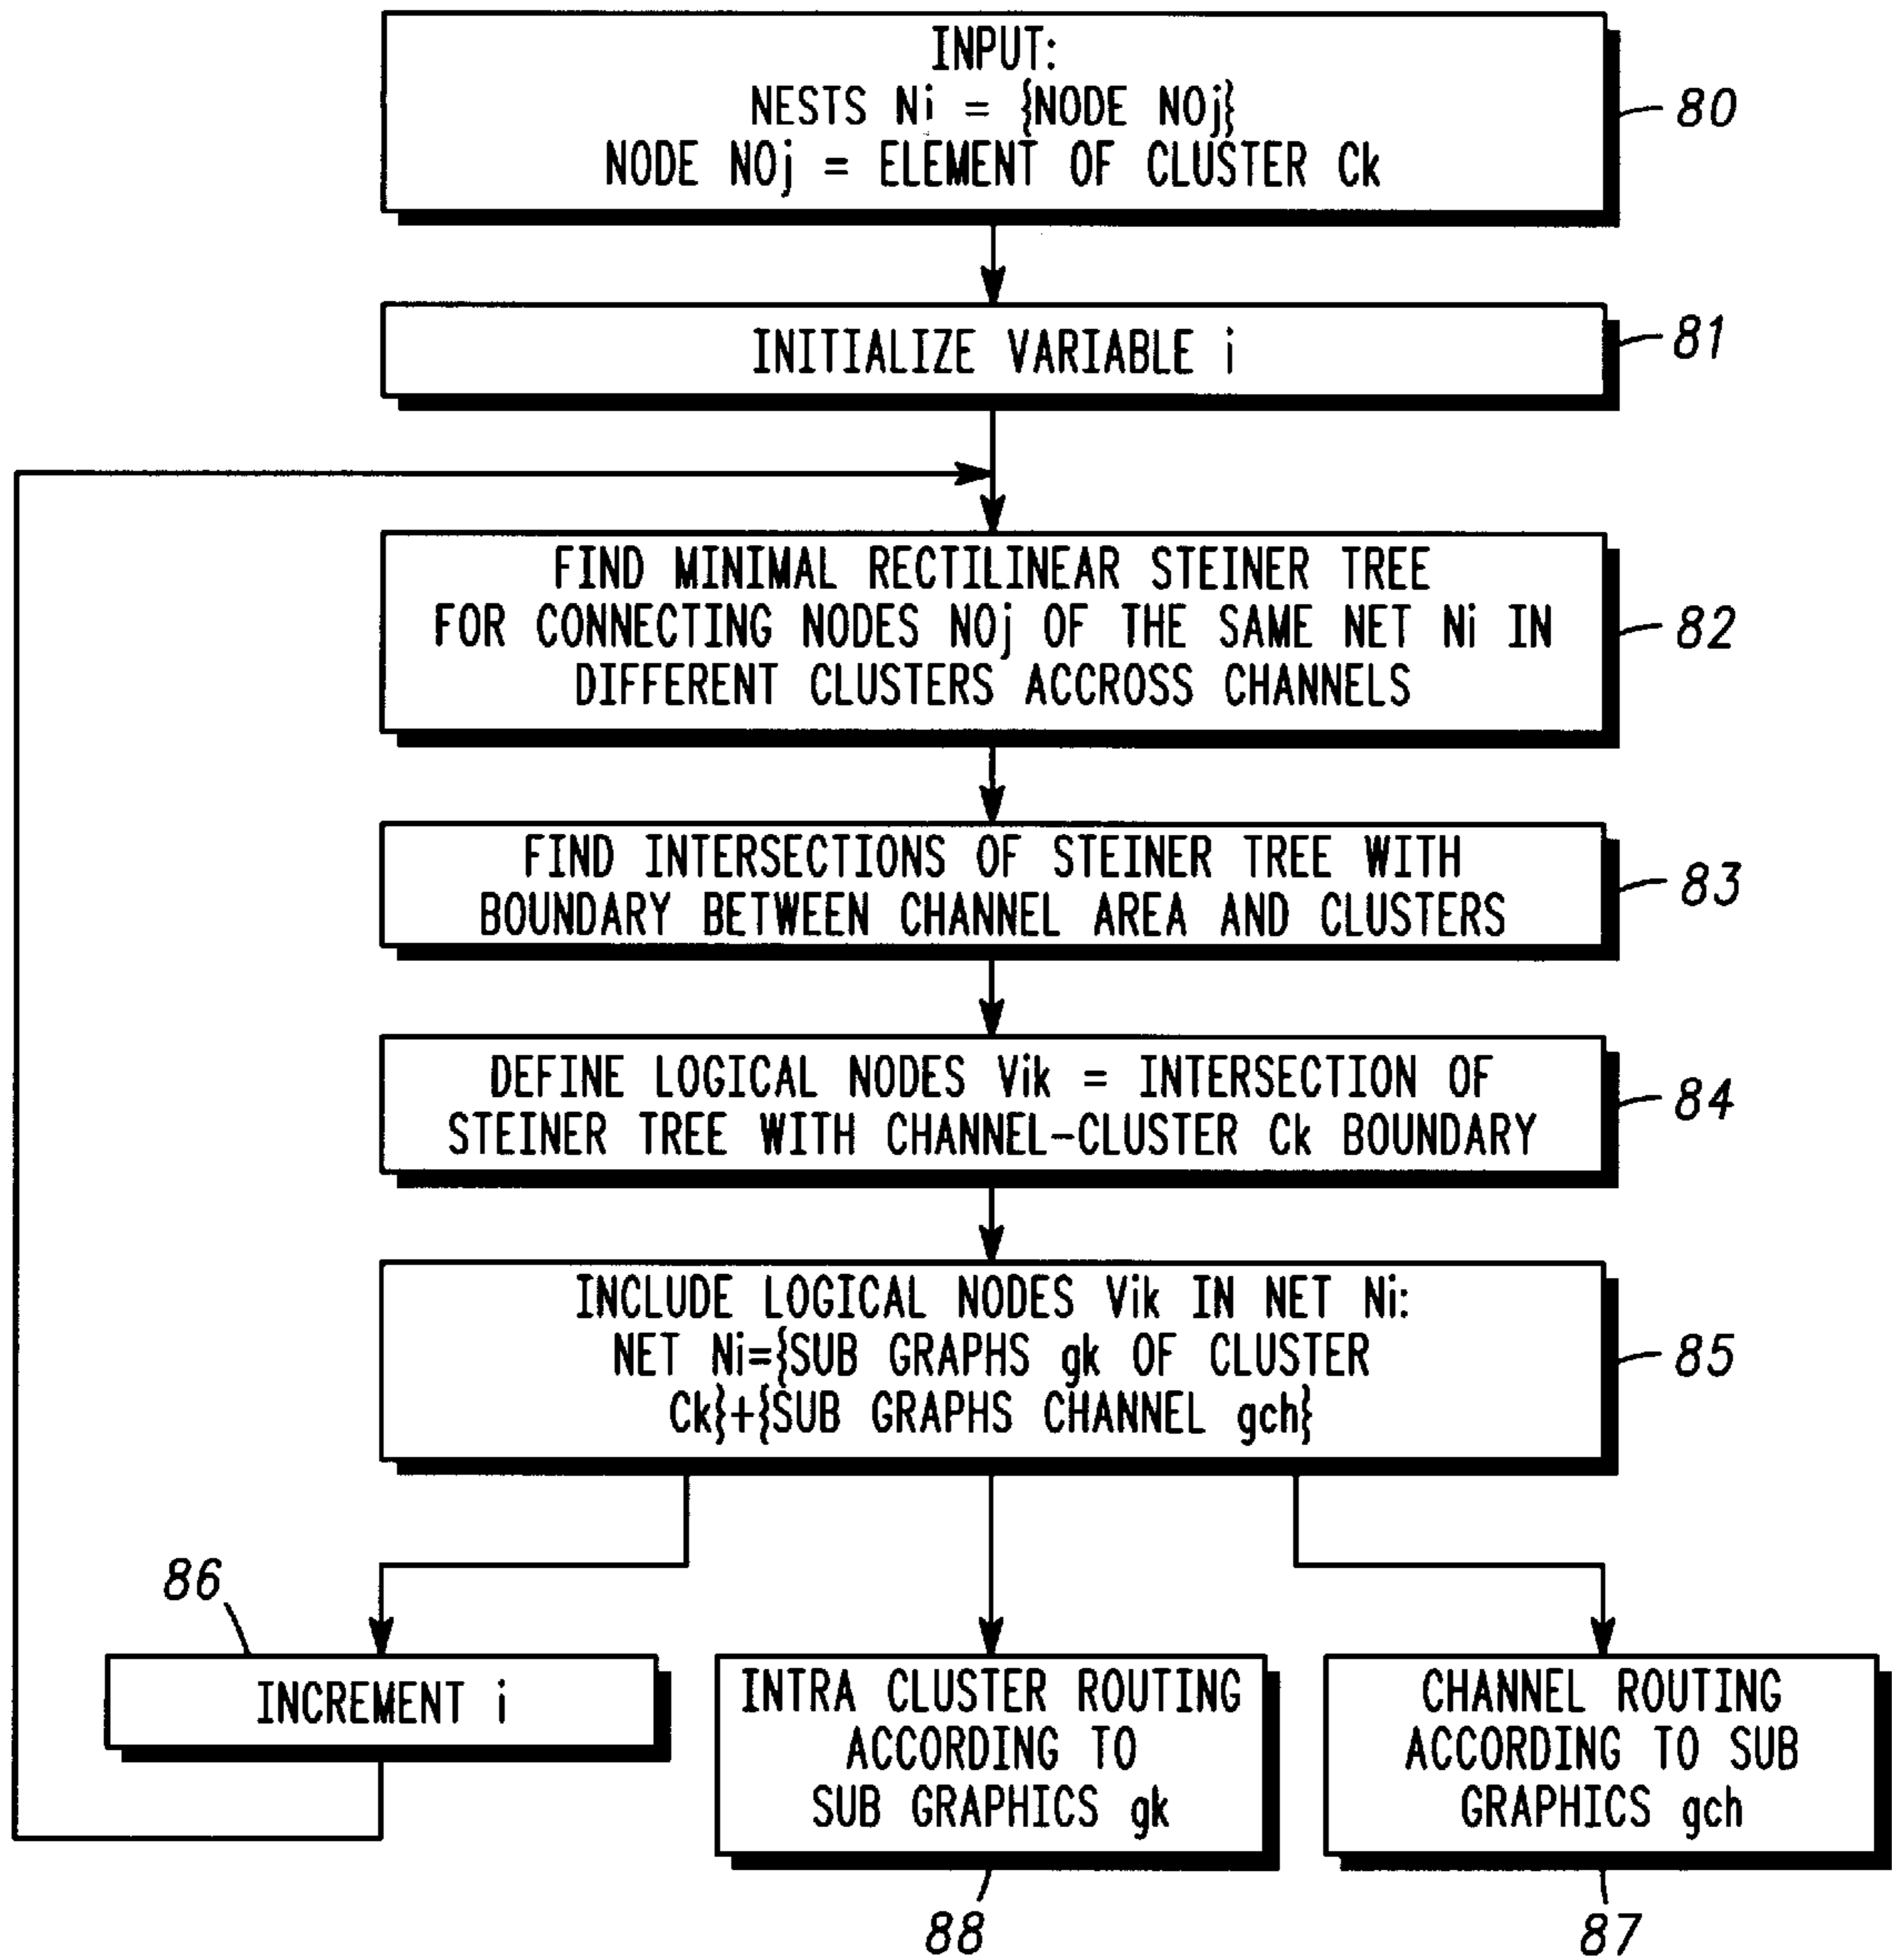 INPUT:
NESTS Ni = {NODE NOj}
NODE NOj = ELEMENT OF CLUSTER Ck
80
INITIALIZE VARIABLE i
81
FIND MINIMAL RECTILINEAR STEINER TREE
FOR CONNECTING NODES NOj OF THE SAME NET Ni IN
DIFFERENT CLUSTERS ACCROSS CHANNELS
82
FIND INTERSECTIONS OF STEINER TREE WITH
BOUNDARY BETWEEN CHANNEL AREA AND CLUSTERS
83
DEFINE LOGICAL NODES Vik = INTERSECTION OF
STEINER TREE WITH CHANNEL-CLUSTER Ck BOUNDARY
84
INCLUDE LOGICAL NODES Vik IN NET Ni:
NET Ni={SUB GRAPHS gk OF CLUSTER
Ck}+{SUB GRAPHS CHANNEL gch}
85
86
INCREMENT i
INTRA CLUSTER ROUTING
ACCORDING TO
SUB GRAPHICS gk
88
CHANNEL ROUTING
ACCORDING TO SUB
GRAPHICS gch
87